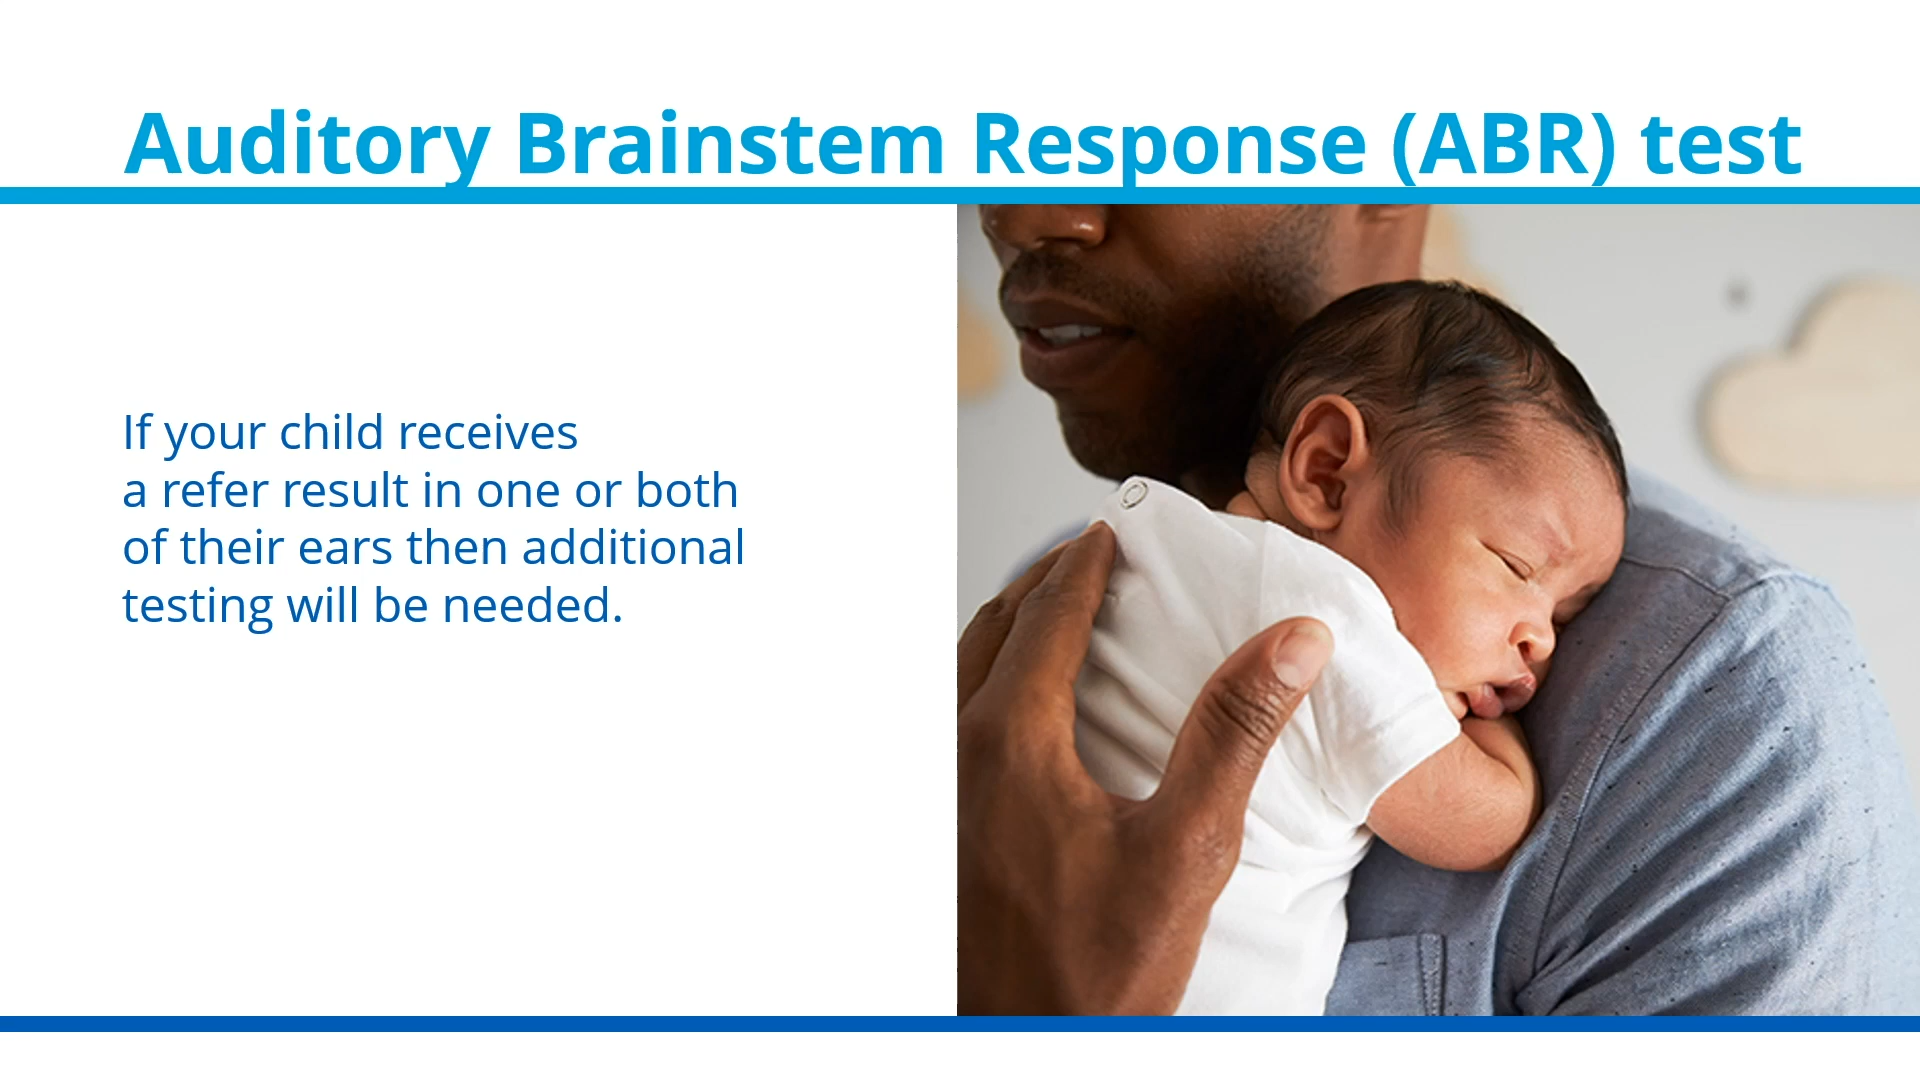 Auditory Brainstem Response (ABR) test
If your child receives
a refer result in one or both
of their ears then additional
testing will be needed.